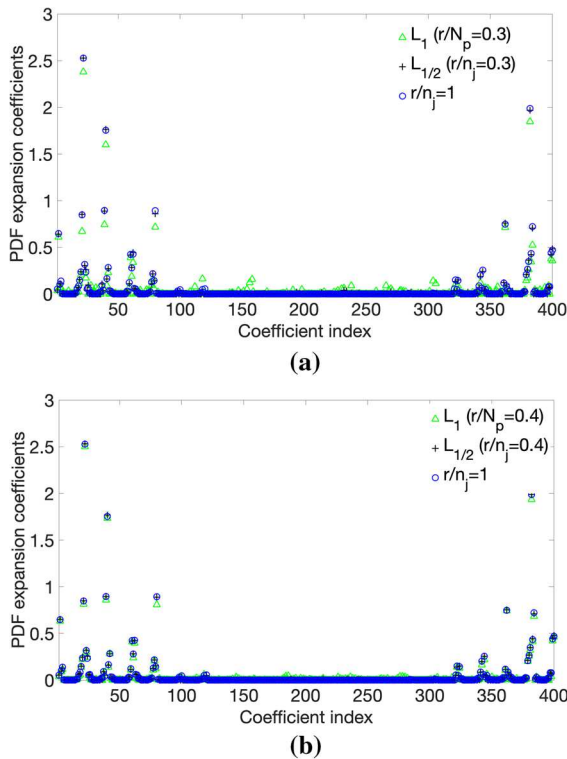 3
2.5
2
1.5
1
0.5
0
PDF expansion coefficients
L₁ (r/Nₚ=0.3)
L₁/₂ (r/nⱼ=0.3)
r/nⱼ=1
50 100 150 200 250 300 350 400
Coefficient index
(a)
3
2.5
2
1.5
1
0.5
0
PDF expansion coefficients
L₁ (r/Nₚ=0.4)
L₁/₂ (r/nⱼ=0.4)
r/nⱼ=1
50 100 150 200 250 300 350 400
Coefficient index
(b)